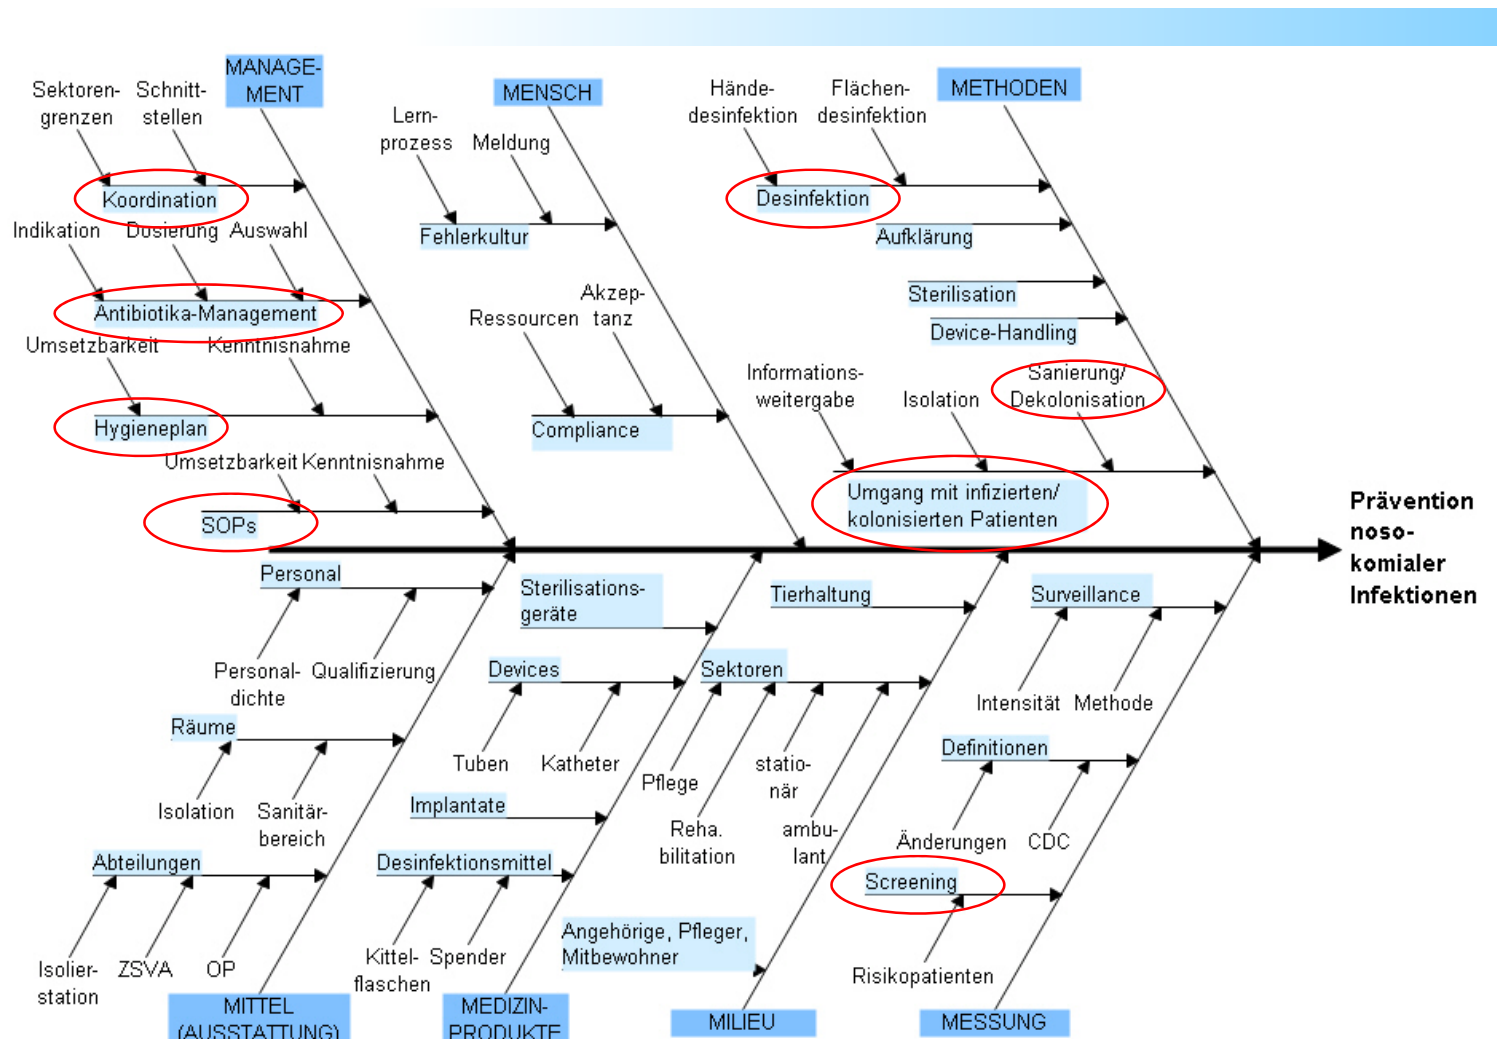 MANAGE-
MENT
Sektoren-
grenzen
Schnitt-
stellen
Koordination
Indikation
Dosierung
Auswahl
Antibiotika-Management
Umsetzbarkeit
Kenntnisnahme
Hygieneplan
Umsetzbarkeit
Kenntnisnahme
SOPs
MENSCH
Lern-
prozess
Meldung
Fehlerkultur
Ressourcen
Akzep-
tanz
Compliance
METHODEN
Hände-
desinfektion
Flächen-
desinfektion
Desinfektion
Aufklärung
Sterilisation
Device-Handling
Informations-
weitergabe
Isolation
Sanierung/
Dekolonisation
Umgang mit infizierten/
kolonisierten Patienten
Prävention
noso-
komialer
Infektionen
Personal
Personal-
dichte
Qualifizierung
Räume
Isolation
Sanitär-
bereich
Abteilungen
Isolier-
station
ZSVA
OP
MITTEL
(AUSSTATTUNG)
Sterilisations-
geräte
Devices
Tuben
Katheter
Implantate
Desinfektionsmittel
Kittel-
flaschen
Spender
MEDIZIN-
PRODUKTE
Tierhaltung
Sektoren
Pflege
Reha.
bilitation
statio-
när
ambu-
lant
Angehörige, Pfleger,
Mitbewohner
MILIEU
Surveillance
Intensität
Methode
Definitionen
Änderungen
CDC
Screening
Risikopatienten
MESSUNG